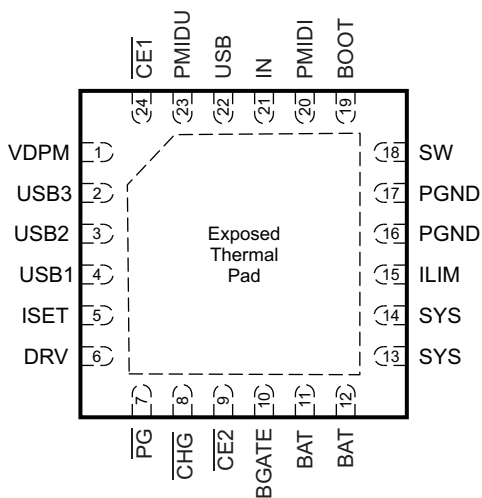 CE1
PMIDU
USB
IN
PMIDI
BOOT
24
23
22
21
20
19
VDPM 1
18 SW
USB3 2
17 PGND
USB2 3
16 PGND
USB1 4
15 ILIM
ISET 5
14 SYS
DRV 6
13 SYS
Exposed
Thermal
Pad
7
8
9
10
11
12
PG
CHG
CE2
BGATE
BAT
BAT